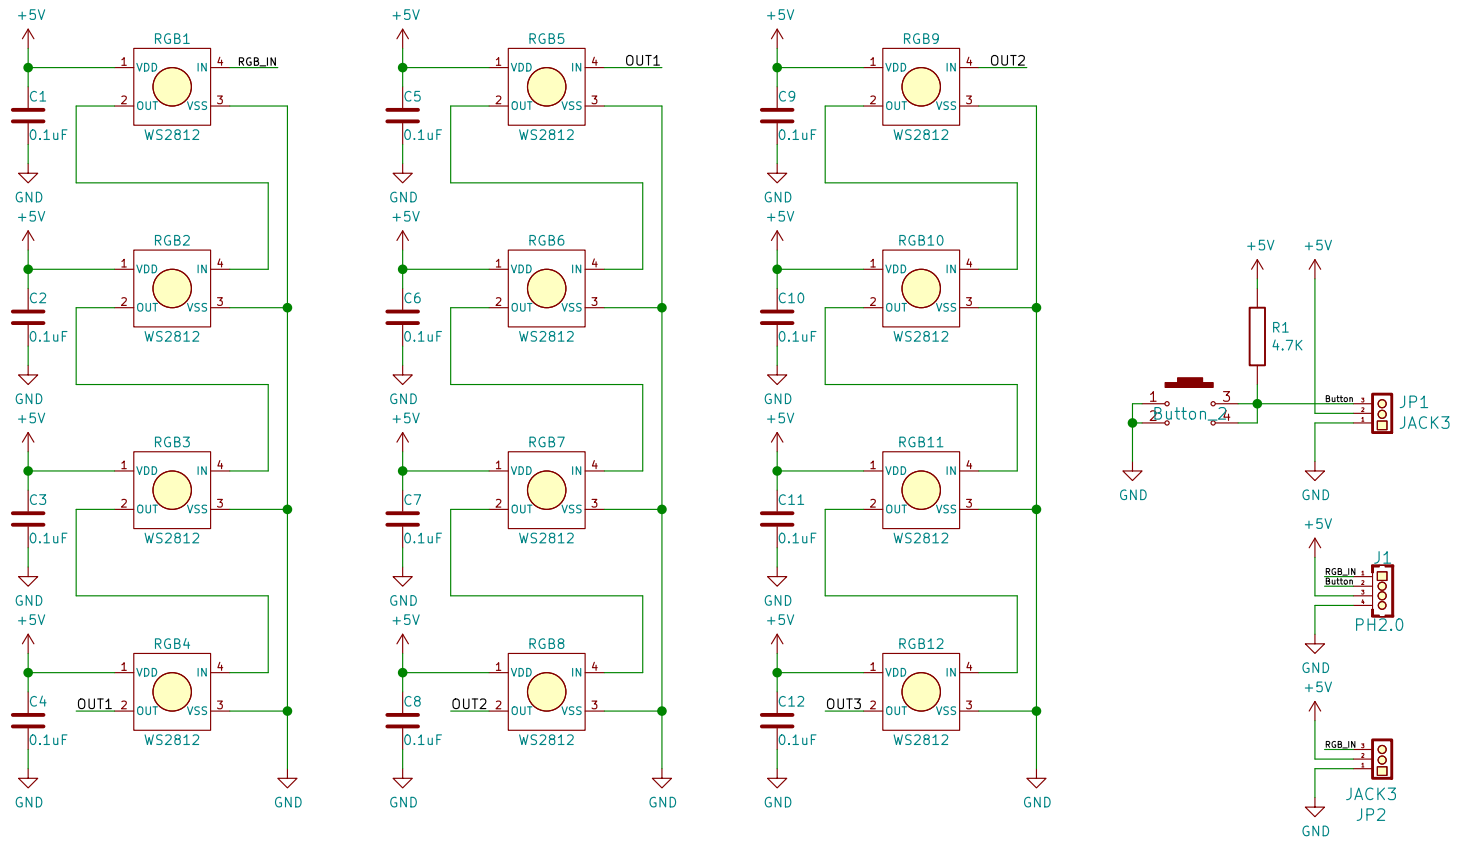 +5V
RGB1
1 VDD IN 4 RGB_IN
C1
2 OUT VSS 3
0.1uF
WS2812
GND
+5V
RGB2
1 VDD IN 4
C2
2 OUT VSS 3
0.1uF
WS2812
GND
+5V
RGB3
1 VDD IN 4
C3
2 OUT VSS 3
0.1uF
WS2812
GND
+5V
RGB4
1 VDD IN 4
C4
OUT1 2 OUT VSS 3
0.1uF
WS2812
GND
GND
+5V
RGB5
1 VDD IN 4 OUT1
C5
2 OUT VSS 3
0.1uF
WS2812
GND
+5V
RGB6
1 VDD IN 4
C6
2 OUT VSS 3
0.1uF
WS2812
GND
+5V
RGB7
1 VDD IN 4
C7
2 OUT VSS 3
0.1uF
WS2812
GND
+5V
RGB8
1 VDD IN 4
C8
OUT2 2 OUT VSS 3
0.1uF
WS2812
GND
GND
+5V
RGB9
1 VDD IN 4 OUT2
C9
2 OUT VSS 3
0.1uF
WS2812
GND
+5V
RGB10
1 VDD IN 4
C10
2 OUT VSS 3
0.1uF
WS2812
GND
+5V
RGB11
1 VDD IN 4
C11
2 OUT VSS 3
0.1uF
WS2812
GND
+5V
RGB12
1 VDD IN 4
C12
OUT3 2 OUT VSS 3
0.1uF
WS2812
GND
GND
+5V
+5V
R1
4.7K
1 3
Button_2
2 4
GND
Button 3
2
1
JP1
JACK3
GND
+5V
J1
RGB_IN 1
Button 2
3
4
PH2.0
GND
+5V
RGB_IN 3
2
1
JACK3
JP2
GND